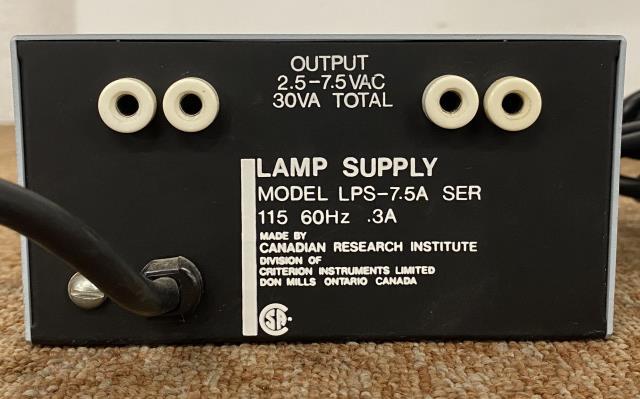 OUTPUT
2.5-7.5VAC
30VA TOTAL
LAMP SUPPLY
MODEL LPS-7.5A SER
115 60Hz .3A
MADE BY
CANADIAN RESEARCH INSTITUTE
DIVISION OF
CRITERION INSTRUMENTS LIMITED
DON MILLS ONTARIO CANADA
CSA